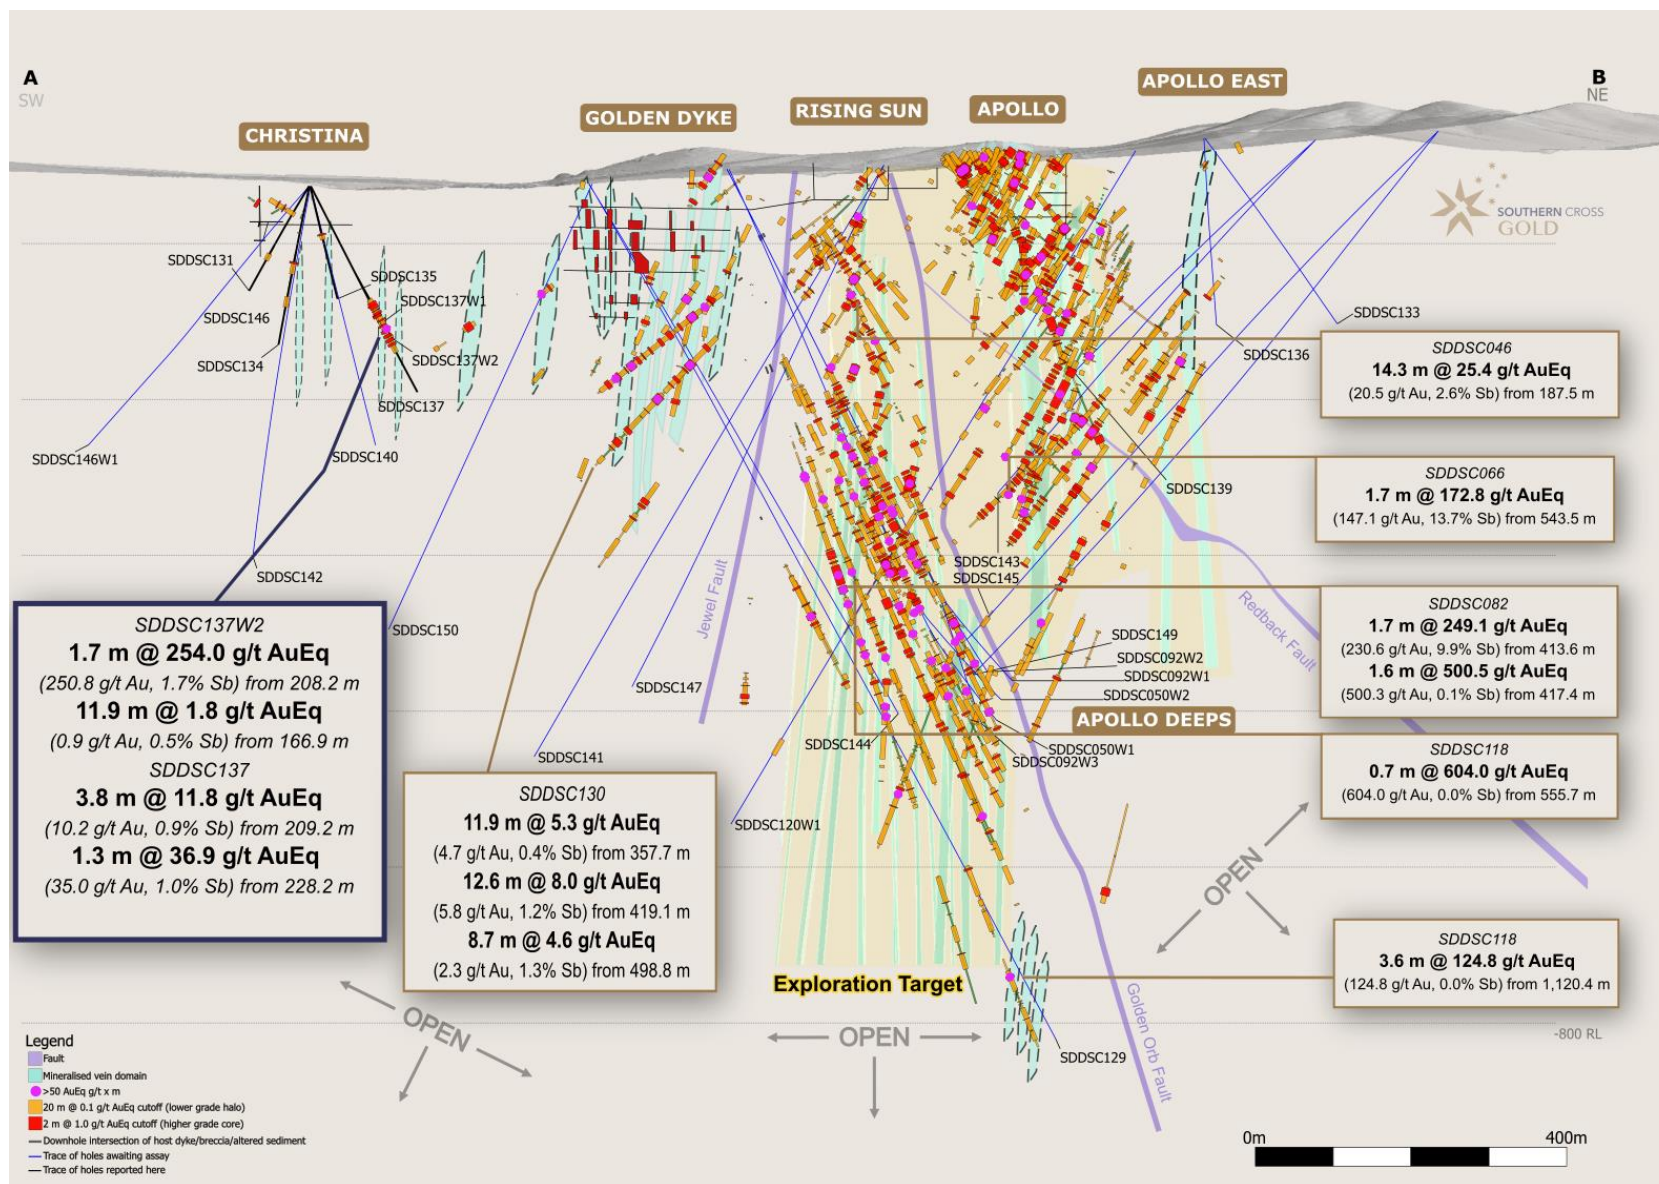 A
SW
B
NE
CHRISTINA
GOLDEN DYKE
RISING SUN
APOLLO
APOLLO EAST
SOUTHERN CROSS
GOLD
SDDSC131
SDDSC146
SDDSC134
SDDSC135
SDDSC137W1
SDDSC137W2
SDDSC137
SDDSC140
SDDSC146W1
SDDSC142
SDDSC150
SDDSC147
SDDSC141
SDDSC120W1
SDDSC144
SDDSC133
SDDSC136
SDDSC139
SDDSC143
SDDSC145
SDDSC149
SDDSC092W2
SDDSC092W1
SDDSC050W2
APOLLO DEEPS
SDDSC050W1
SDDSC092W3
SDDSC129
Jewel Fault
Redback Fault
Golden Orb Fault
SDDSC046
14.3 m @ 25.4 g/t AuEq
(20.5 g/t Au, 2.6% Sb) from 187.5 m
SDDSC066
1.7 m @ 172.8 g/t AuEq
(147.1 g/t Au, 13.7% Sb) from 543.5 m
SDDSC082
1.7 m @ 249.1 g/t AuEq
(230.6 g/t Au, 9.9% Sb) from 413.6 m
1.6 m @ 500.5 g/t AuEq
(500.3 g/t Au, 0.1% Sb) from 417.4 m
SDDSC118
0.7 m @ 604.0 g/t AuEq
(604.0 g/t Au, 0.0% Sb) from 555.7 m
SDDSC118
3.6 m @ 124.8 g/t AuEq
(124.8 g/t Au, 0.0% Sb) from 1,120.4 m
SDDSC137W2
1.7 m @ 254.0 g/t AuEq
(250.8 g/t Au, 1.7% Sb) from 208.2 m
11.9 m @ 1.8 g/t AuEq
(0.9 g/t Au, 0.5% Sb) from 166.9 m
SDDSC137
3.8 m @ 11.8 g/t AuEq
(10.2 g/t Au, 0.9% Sb) from 209.2 m
1.3 m @ 36.9 g/t AuEq
(35.0 g/t Au, 1.0% Sb) from 228.2 m
SDDSC130
11.9 m @ 5.3 g/t AuEq
(4.7 g/t Au, 0.4% Sb) from 357.7 m
12.6 m @ 8.0 g/t AuEq
(5.8 g/t Au, 1.2% Sb) from 419.1 m
8.7 m @ 4.6 g/t AuEq
(2.3 g/t Au, 1.3% Sb) from 498.8 m
Exploration Target
OPEN
OPEN
OPEN
-800 RL
Legend
Fault
Mineralised vein domain
>50 AuEq g/t x m
20 m @ 0.1 g/t AuEq cutoff (lower grade halo)
2 m @ 1.0 g/t AuEq cutoff (higher grade core)
Downhole intersection of host dyke/breccia/altered sediment
Trace of holes awaiting assay
Trace of holes reported here
0m
400m